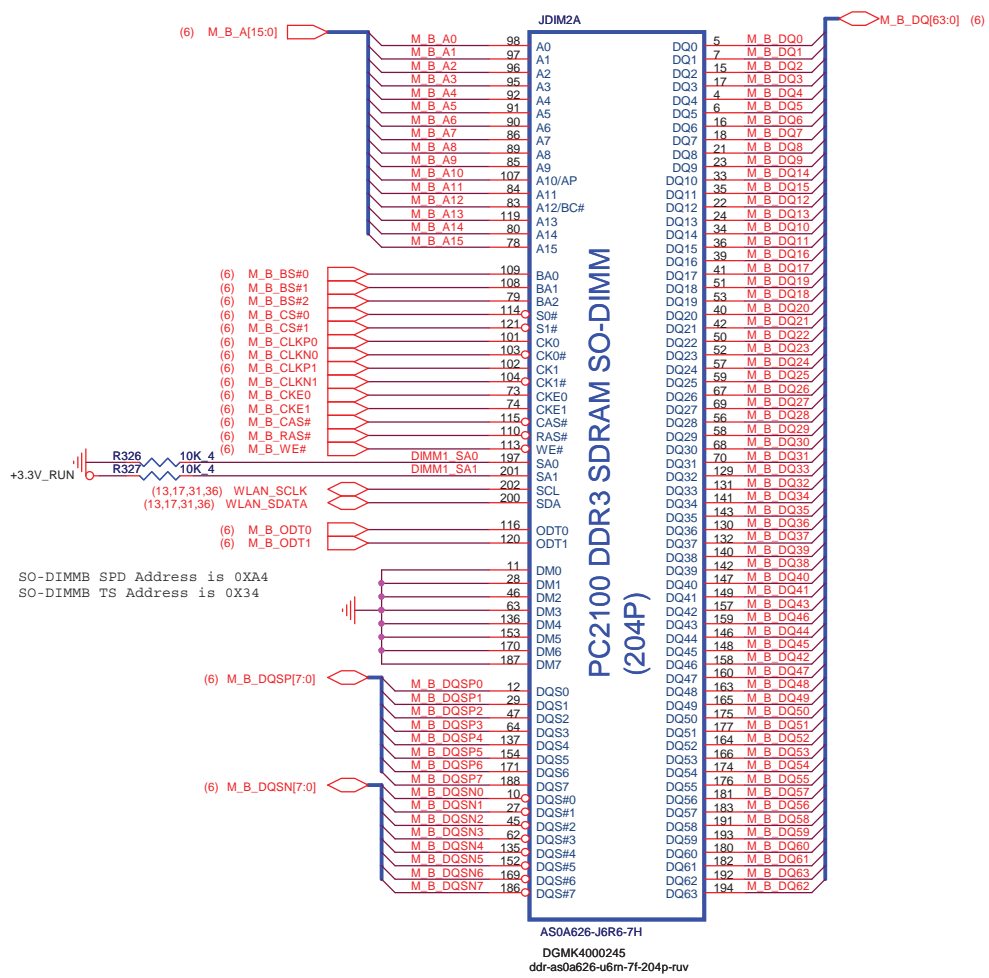 JDIM2A
(6) M_B_A[15:0]
M_B_A0 98 A0
M_B_A1 97 A1
M_B_A2 96 A2
M_B_A3 95 A3
M_B_A4 92 A4
M_B_A5 91 A5
M_B_A6 90 A6
M_B_A7 86 A7
M_B_A8 89 A8
M_B_A9 85 A9
M_B_A10 107 A10/AP
M_B_A11 84 A11
M_B_A12 83 A12/BC#
M_B_A13 119 A13
M_B_A14 80 A14
M_B_A15 78 A15
(6) M_B_BS#0 109 BA0
(6) M_B_BS#1 108 BA1
(6) M_B_BS#2 79 BA2
(6) M_B_CS#0 114 S0#
(6) M_B_CS#1 121 S1#
(6) M_B_CLKP0 101 CK0
(6) M_B_CLKN0 103 CK0#
(6) M_B_CLKP1 102 CK1
(6) M_B_CLKN1 104 CK1#
(6) M_B_CKE0 73 CKE0
(6) M_B_CKE1 74 CKE1
(6) M_B_CAS# 115 CAS#
(6) M_B_RAS# 110 RAS#
(6) M_B_WE# 113 WE#
R326 10K_4 DIMM1_SA0 197 SA0
+3.3V_RUN R327 10K_4 DIMM1_SA1 201 SA1
(13,17,31,36) WLAN_SCLK 202 SCL
(13,17,31,36) WLAN_SDATA 200 SDA
(6) M_B_ODT0 116 ODT0
(6) M_B_ODT1 120 ODT1
SO-DIMMB SPD Address is 0XA4
SO-DIMMB TS Address is 0X34
11 DM0
28 DM1
46 DM2
63 DM3
136 DM4
153 DM5
170 DM6
187 DM7
(6) M_B_DQSP[7:0]
M_B_DQSP0 12 DQS0
M_B_DQSP1 29 DQS1
M_B_DQSP2 47 DQS2
M_B_DQSP3 64 DQS3
M_B_DQSP4 137 DQS4
M_B_DQSP5 154 DQS5
M_B_DQSP6 171 DQS6
M_B_DQSP7 188 DQS7
(6) M_B_DQSN[7:0]
M_B_DQSN0 10 DQS#0
M_B_DQSN1 27 DQS#1
M_B_DQSN2 45 DQS#2
M_B_DQSN3 62 DQS#3
M_B_DQSN4 135 DQS#4
M_B_DQSN5 152 DQS#5
M_B_DQSN6 169 DQS#6
M_B_DQSN7 186 DQS#7
PC2100 DDR3 SDRAM SO-DIMM
(204P)
M_B_DQ[63:0] (6)
DQ0 5 M_B_DQ0
DQ1 7 M_B_DQ1
DQ2 15 M_B_DQ2
DQ3 17 M_B_DQ3
DQ4 4 M_B_DQ4
DQ5 6 M_B_DQ5
DQ6 16 M_B_DQ6
DQ7 18 M_B_DQ7
DQ8 21 M_B_DQ8
DQ9 23 M_B_DQ9
DQ10 33 M_B_DQ14
DQ11 35 M_B_DQ15
DQ12 22 M_B_DQ12
DQ13 24 M_B_DQ13
DQ14 34 M_B_DQ10
DQ15 36 M_B_DQ11
DQ16 39 M_B_DQ16
DQ17 41 M_B_DQ17
DQ18 51 M_B_DQ19
DQ19 53 M_B_DQ18
DQ20 40 M_B_DQ20
DQ21 42 M_B_DQ21
DQ22 50 M_B_DQ22
DQ23 52 M_B_DQ23
DQ24 57 M_B_DQ24
DQ25 59 M_B_DQ25
DQ26 67 M_B_DQ26
DQ27 69 M_B_DQ27
DQ28 56 M_B_DQ28
DQ29 58 M_B_DQ29
DQ30 68 M_B_DQ30
DQ31 70 M_B_DQ31
DQ32 129 M_B_DQ33
DQ33 131 M_B_DQ32
DQ34 141 M_B_DQ34
DQ35 143 M_B_DQ35
DQ36 130 M_B_DQ36
DQ37 132 M_B_DQ37
DQ38 140 M_B_DQ39
DQ39 142 M_B_DQ38
DQ40 147 M_B_DQ40
DQ41 149 M_B_DQ41
DQ42 157 M_B_DQ43
DQ43 159 M_B_DQ46
DQ44 146 M_B_DQ44
DQ45 148 M_B_DQ45
DQ46 158 M_B_DQ42
DQ47 160 M_B_DQ47
DQ48 163 M_B_DQ48
DQ49 165 M_B_DQ49
DQ50 175 M_B_DQ50
DQ51 177 M_B_DQ51
DQ52 164 M_B_DQ52
DQ53 166 M_B_DQ53
DQ54 174 M_B_DQ54
DQ55 176 M_B_DQ55
DQ56 181 M_B_DQ57
DQ57 183 M_B_DQ56
DQ58 191 M_B_DQ58
DQ59 193 M_B_DQ59
DQ60 180 M_B_DQ60
DQ61 182 M_B_DQ61
DQ62 192 M_B_DQ63
DQ63 194 M_B_DQ62
AS0A626-J6R6-7H
DGMK4000245
ddr-as0a626-u6rn-7f-204p-ruv